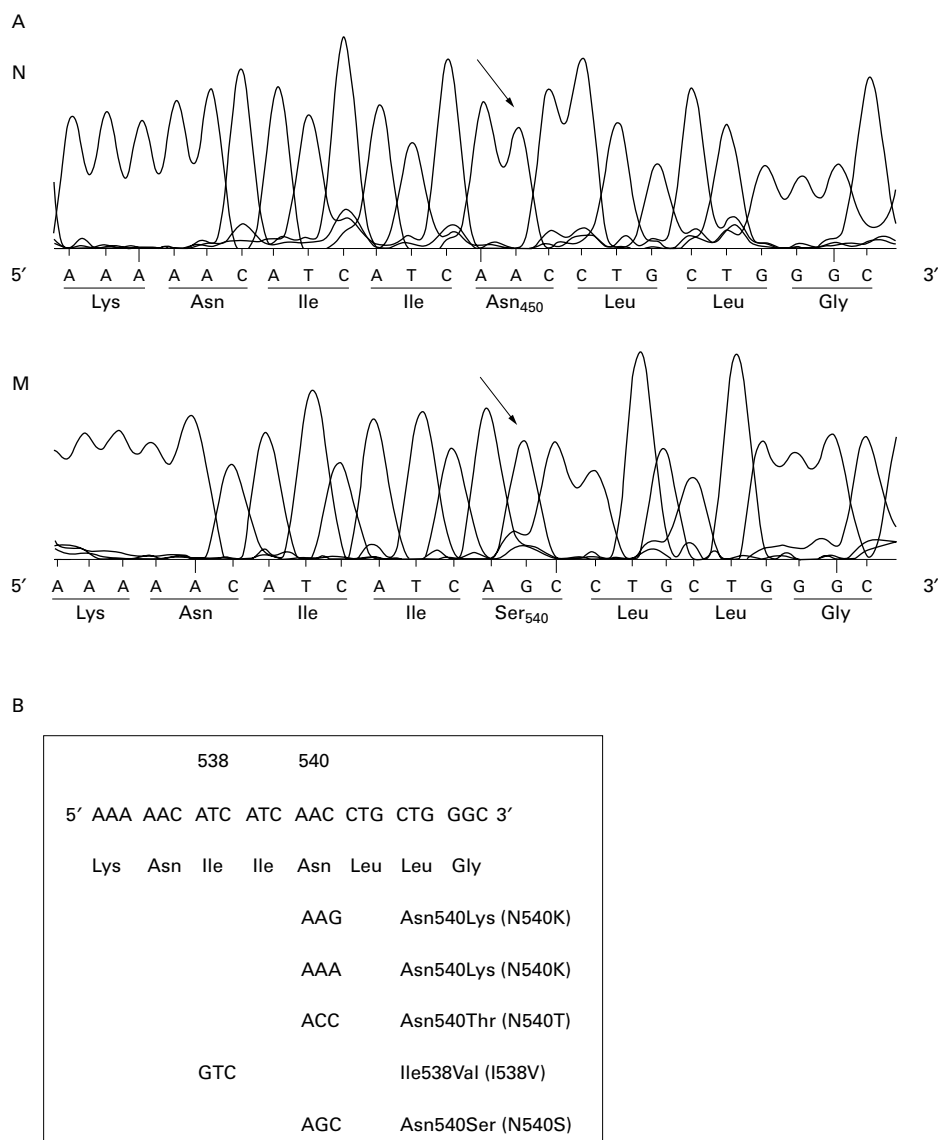 A
N
5′ A A A A A C A T C A T C A A C C T G C T G G G C 3′
Lys Asn Ile Ile Asn450 Leu Leu Gly
M
5′ A A A A A C A T C A T C A G C C T G C T G G G C 3′
Lys Asn Ile Ile Ser540 Leu Leu Gly
B
538 540
5′ AAA AAC ATC ATC AAC CTG CTG GGC 3′
Lys Asn Ile Ile Asn Leu Leu Gly
AAG Asn540Lys (N540K)
AAA Asn540Lys (N540K)
ACC Asn540Thr (N540T)
GTC Ile538Val (I538V)
AGC Asn540Ser (N540S)